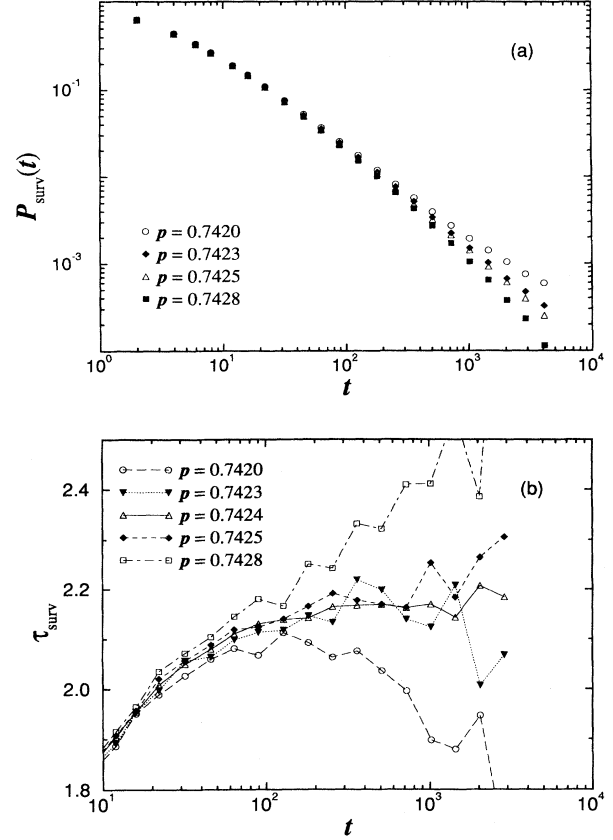 (a)
10^-1
10^-3
P_surv(t)
p = 0.7420
p = 0.7423
p = 0.7425
p = 0.7428
10^0 10^1 10^2 10^3 10^4
t
(b)
2.4
2.2
2.0
1.8
τ_surv
p = 0.7420
p = 0.7423
p = 0.7424
p = 0.7425
p = 0.7428
10^1 10^2 10^3 10^4
t